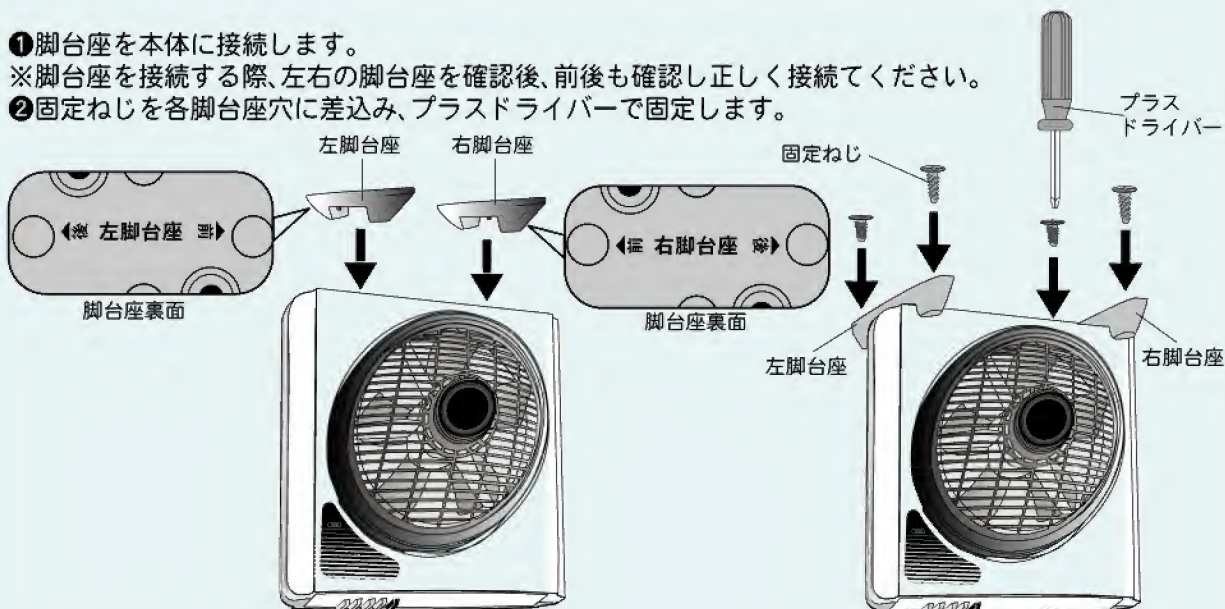 ❶脚台座を本体に接続します。
※脚台座を接続する際、左右の脚台座を確認後、前後も確認し正しく接続てください。
❷固定ねじを各脚台座穴に差込み、プラスドライバーで固定します。
左脚台座
右脚台座
後 左脚台座 前
脚台座裏面
前 右脚台座 後
脚台座裏面
固定ねじ
プラス
ドライバー
左脚台座
右脚台座